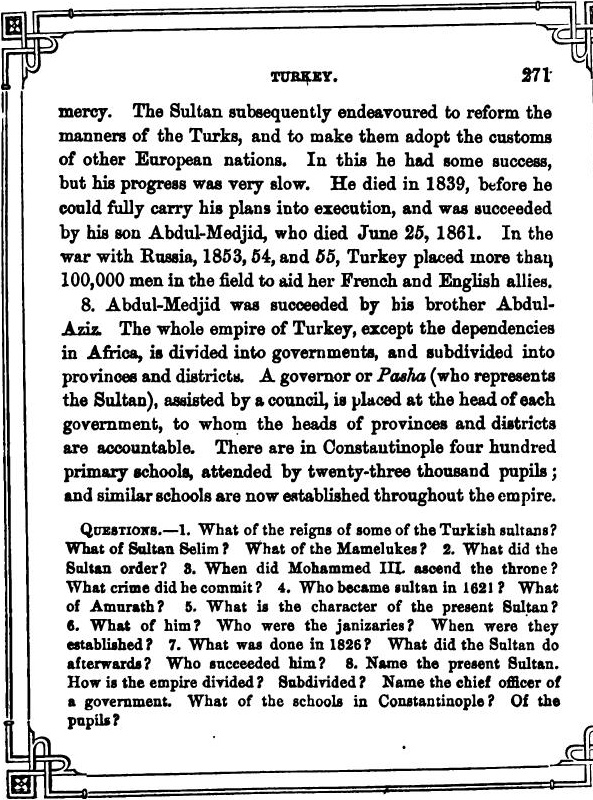 TURKEY. 271
mercy. The Sultan subsequently endeavoured to reform the
manners of the Turks, and to make them adopt the customs
of other European nations. In this he had some success,
but his progress was very slow. He died in 1839, before he
could fully carry his plans into execution, and was succeeded
by his son Abdul-Medjid, who died June 25, 1861. In the
war with Russia, 1853, 54, and 55, Turkey placed more than
100,000 men in the field to aid her French and English allies.
8. Abdul-Medjid was succeeded by his brother Abdul-
Aziz. The whole empire of Turkey, except the dependencies
in Africa, is divided into governments, and subdivided into
provinces and districts. A governor or Pasha (who represents
the Sultan), assisted by a council, is placed at the head of each
government, to whom the heads of provinces and districts
are accountable. There are in Constantinople four hundred
primary schools, attended by twenty-three thousand pupils;
and similar schools are now established throughout the empire.
QUESTIONS.—1. What of the reigns of some of the Turkish sultans?
What of Sultan Selim? What of the Mamelukes? 2. What did the
Sultan order? 3. When did Mohammed III. ascend the throne?
What crime did he commit? 4. Who became sultan in 1621? What
of Amurath? 5. What is the character of the present Sultan?
6. What of him? Who were the janizaries? When were they
established? 7. What was done in 1826? What did the Sultan do
afterwards? Who succeeded him? 8. Name the present Sultan.
How is the empire divided? Subdivided? Name the chief officer of
a government. What of the schools in Constantinople? Of the
pupils?